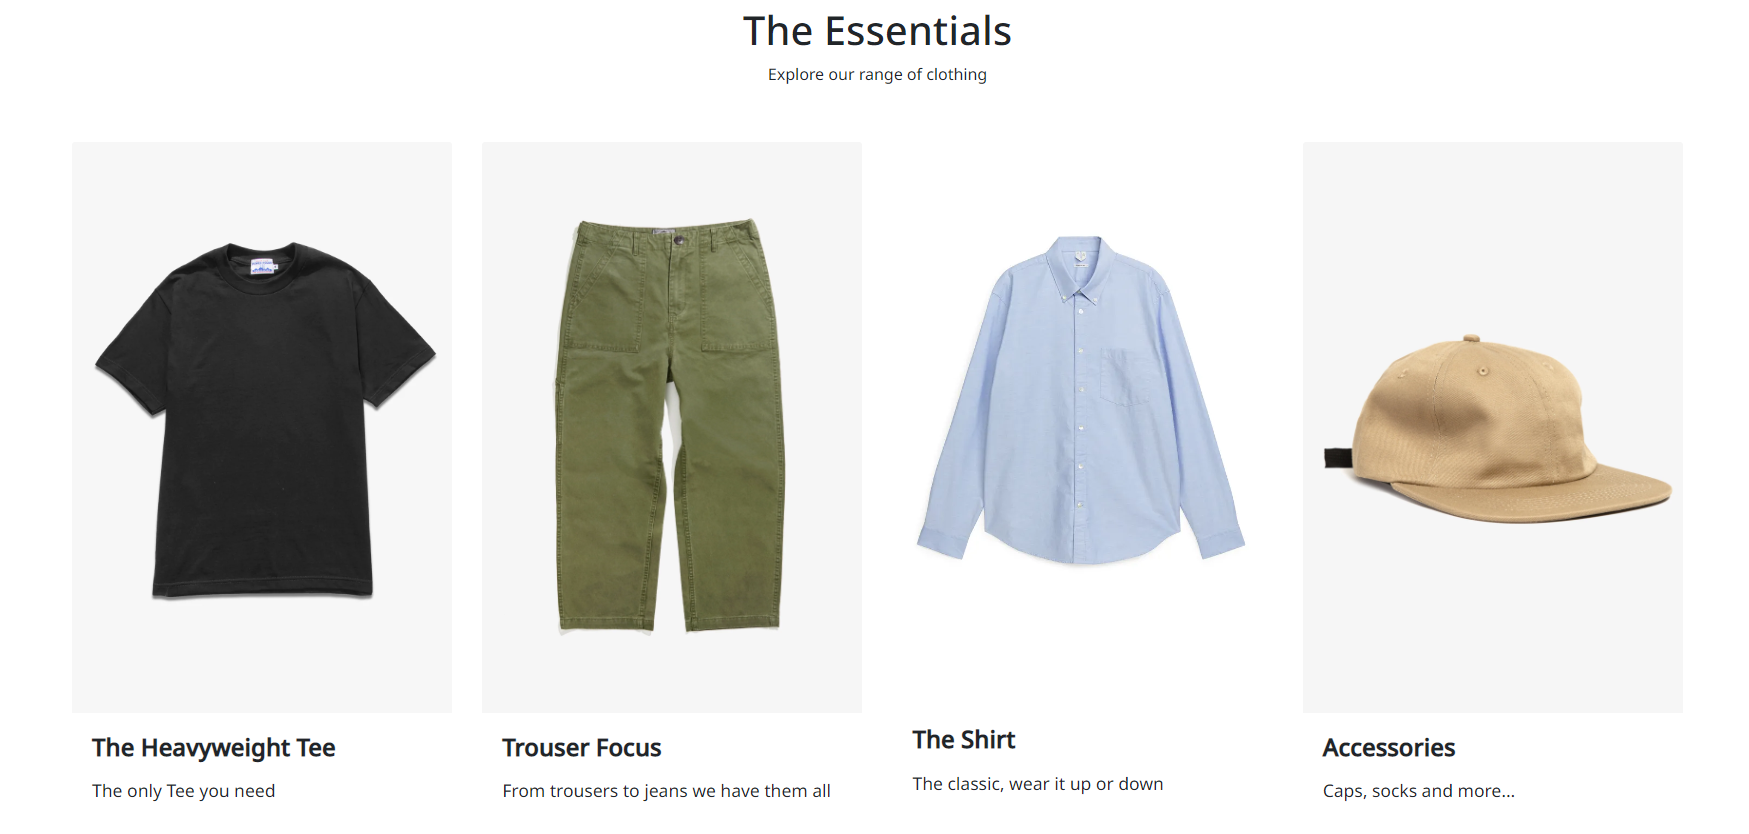 The Essentials
Explore our range of clothing
The Heavyweight Tee
The only Tee you need
Trouser Focus
From trousers to jeans we have them all
The Shirt
The classic, wear it up or down
Accessories
Caps, socks and more...